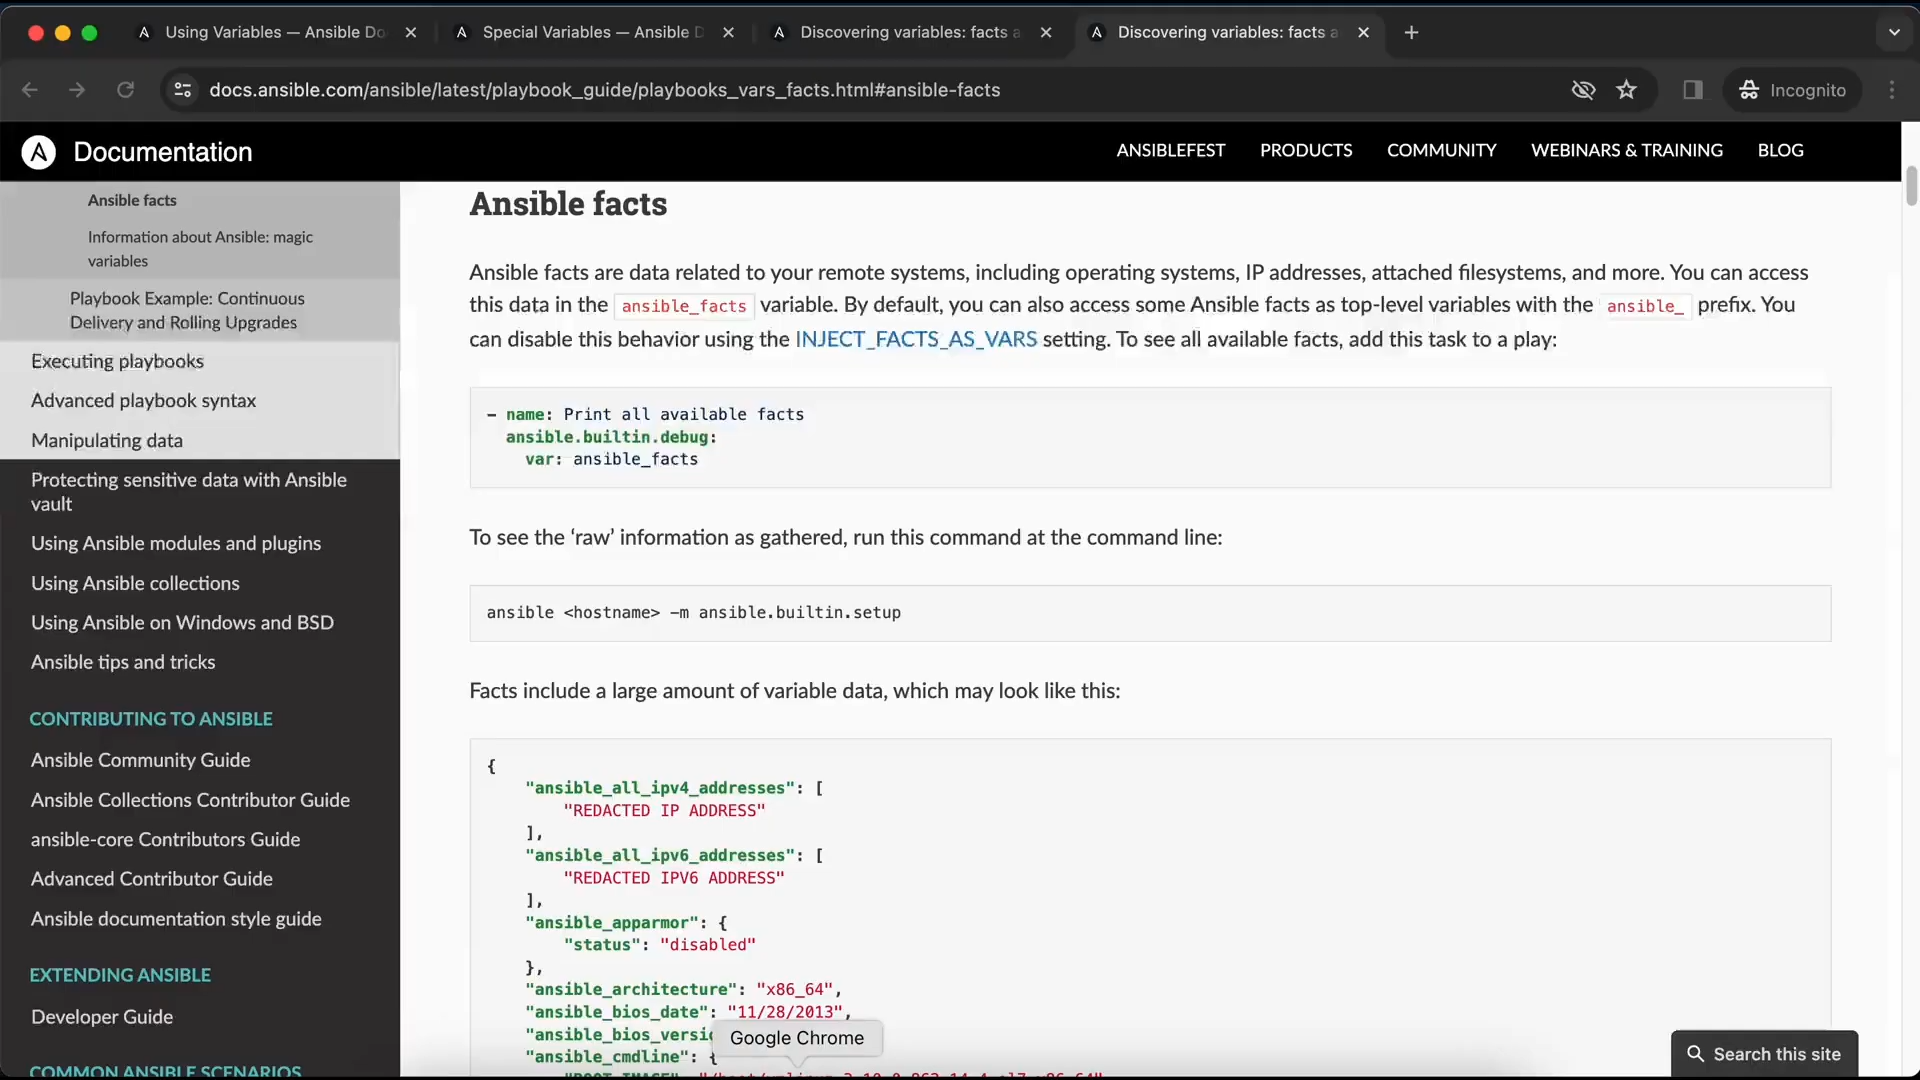 Using Variables — Ansible Do
Special Variables — Ansible D
Discovering variables: facts a
Discovering variables: facts a
docs.ansible.com/ansible/latest/playbook_guide/playbooks_vars_facts.html#ansible-facts
Incognito
Documentation
ANSIBLEFEST
PRODUCTS
COMMUNITY
WEBINARS & TRAINING
BLOG
Ansible facts
Information about Ansible: magic
variables
Playbook Example: Continuous
Delivery and Rolling Upgrades
Executing playbooks
Advanced playbook syntax
Manipulating data
Protecting sensitive data with Ansible
vault
Using Ansible modules and plugins
Using Ansible collections
Using Ansible on Windows and BSD
Ansible tips and tricks
CONTRIBUTING TO ANSIBLE
Ansible Community Guide
Ansible Collections Contributor Guide
ansible-core Contributors Guide
Advanced Contributor Guide
Ansible documentation style guide
EXTENDING ANSIBLE
Developer Guide
COMMON ANSIBLE SCENARIOS
Ansible facts
Ansible facts are data related to your remote systems, including operating systems, IP addresses, attached filesystems, and more. You can access
this data in the ansible_facts variable. By default, you can also access some Ansible facts as top-level variables with the ansible_ prefix. You
can disable this behavior using the INJECT_FACTS_AS_VARS setting. To see all available facts, add this task to a play:
- name: Print all available facts
ansible.builtin.debug:
var: ansible_facts
To see the ‘raw’ information as gathered, run this command at the command line:
ansible <hostname> -m ansible.builtin.setup
Facts include a large amount of variable data, which may look like this:
{
"ansible_all_ipv4_addresses": [
"REDACTED IP ADDRESS"
],
"ansible_all_ipv6_addresses": [
"REDACTED IPV6 ADDRESS"
],
"ansible_apparmor": {
"status": "disabled"
},
"ansible_architecture": "x86_64",
"ansible_bios_date": "11/28/2013",
"ansible_bios_versio
"ansible_cmdline": {
Google Chrome
Search this site